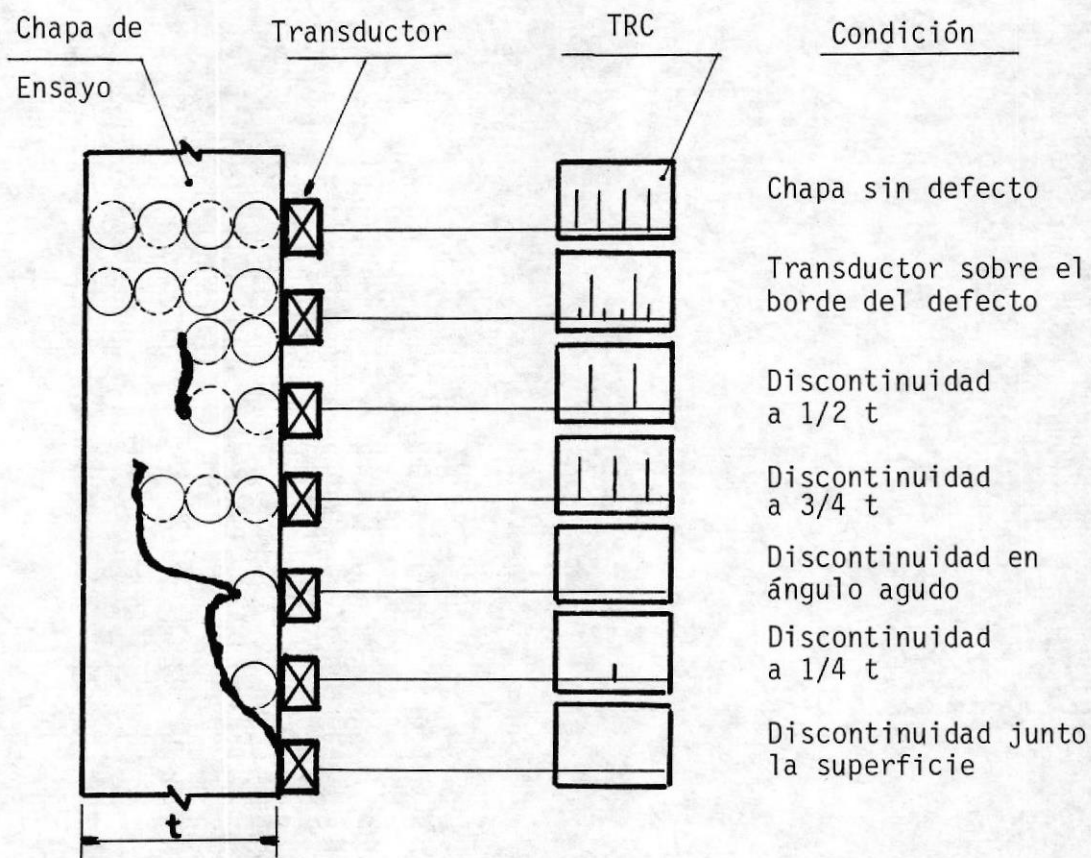 Chapa de
Ensayo
Transductor
TRC
Condición
Chapa sin defecto
Transductor sobre el
borde del defecto
Discontinuidad
a 1/2 t
Discontinuidad
a 3/4 t
Discontinuidad en
ángulo agudo
Discontinuidad
a 1/4 t
Discontinuidad junto
la superficie
t